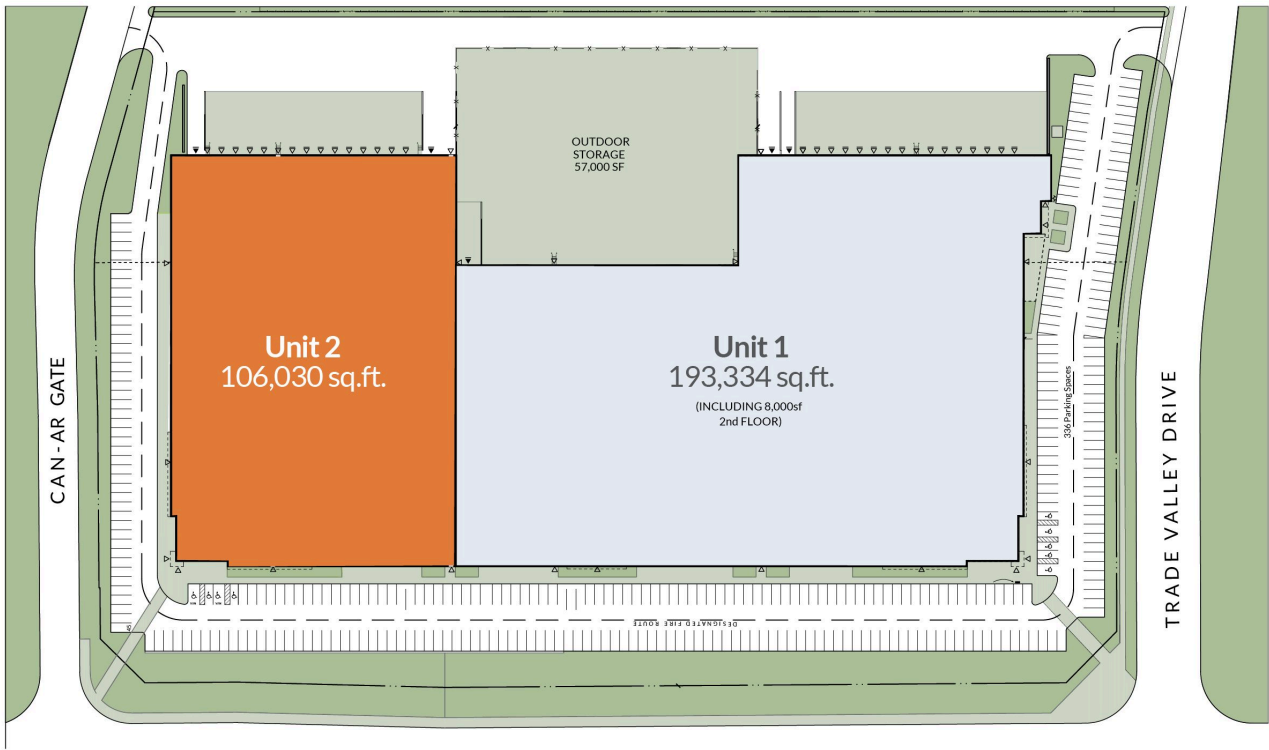 OUTDOOR
STORAGE
57,000 SF
Unit 2
106,030 sq.ft.
Unit 1
193,334 sq.ft.
(INCLUDING 8,000sf
2nd FLOOR)
CAN-AR GATE
336 Parking Spaces
TRADE VALLEY DRIVE
DESIGNATED FIRE ROUTE